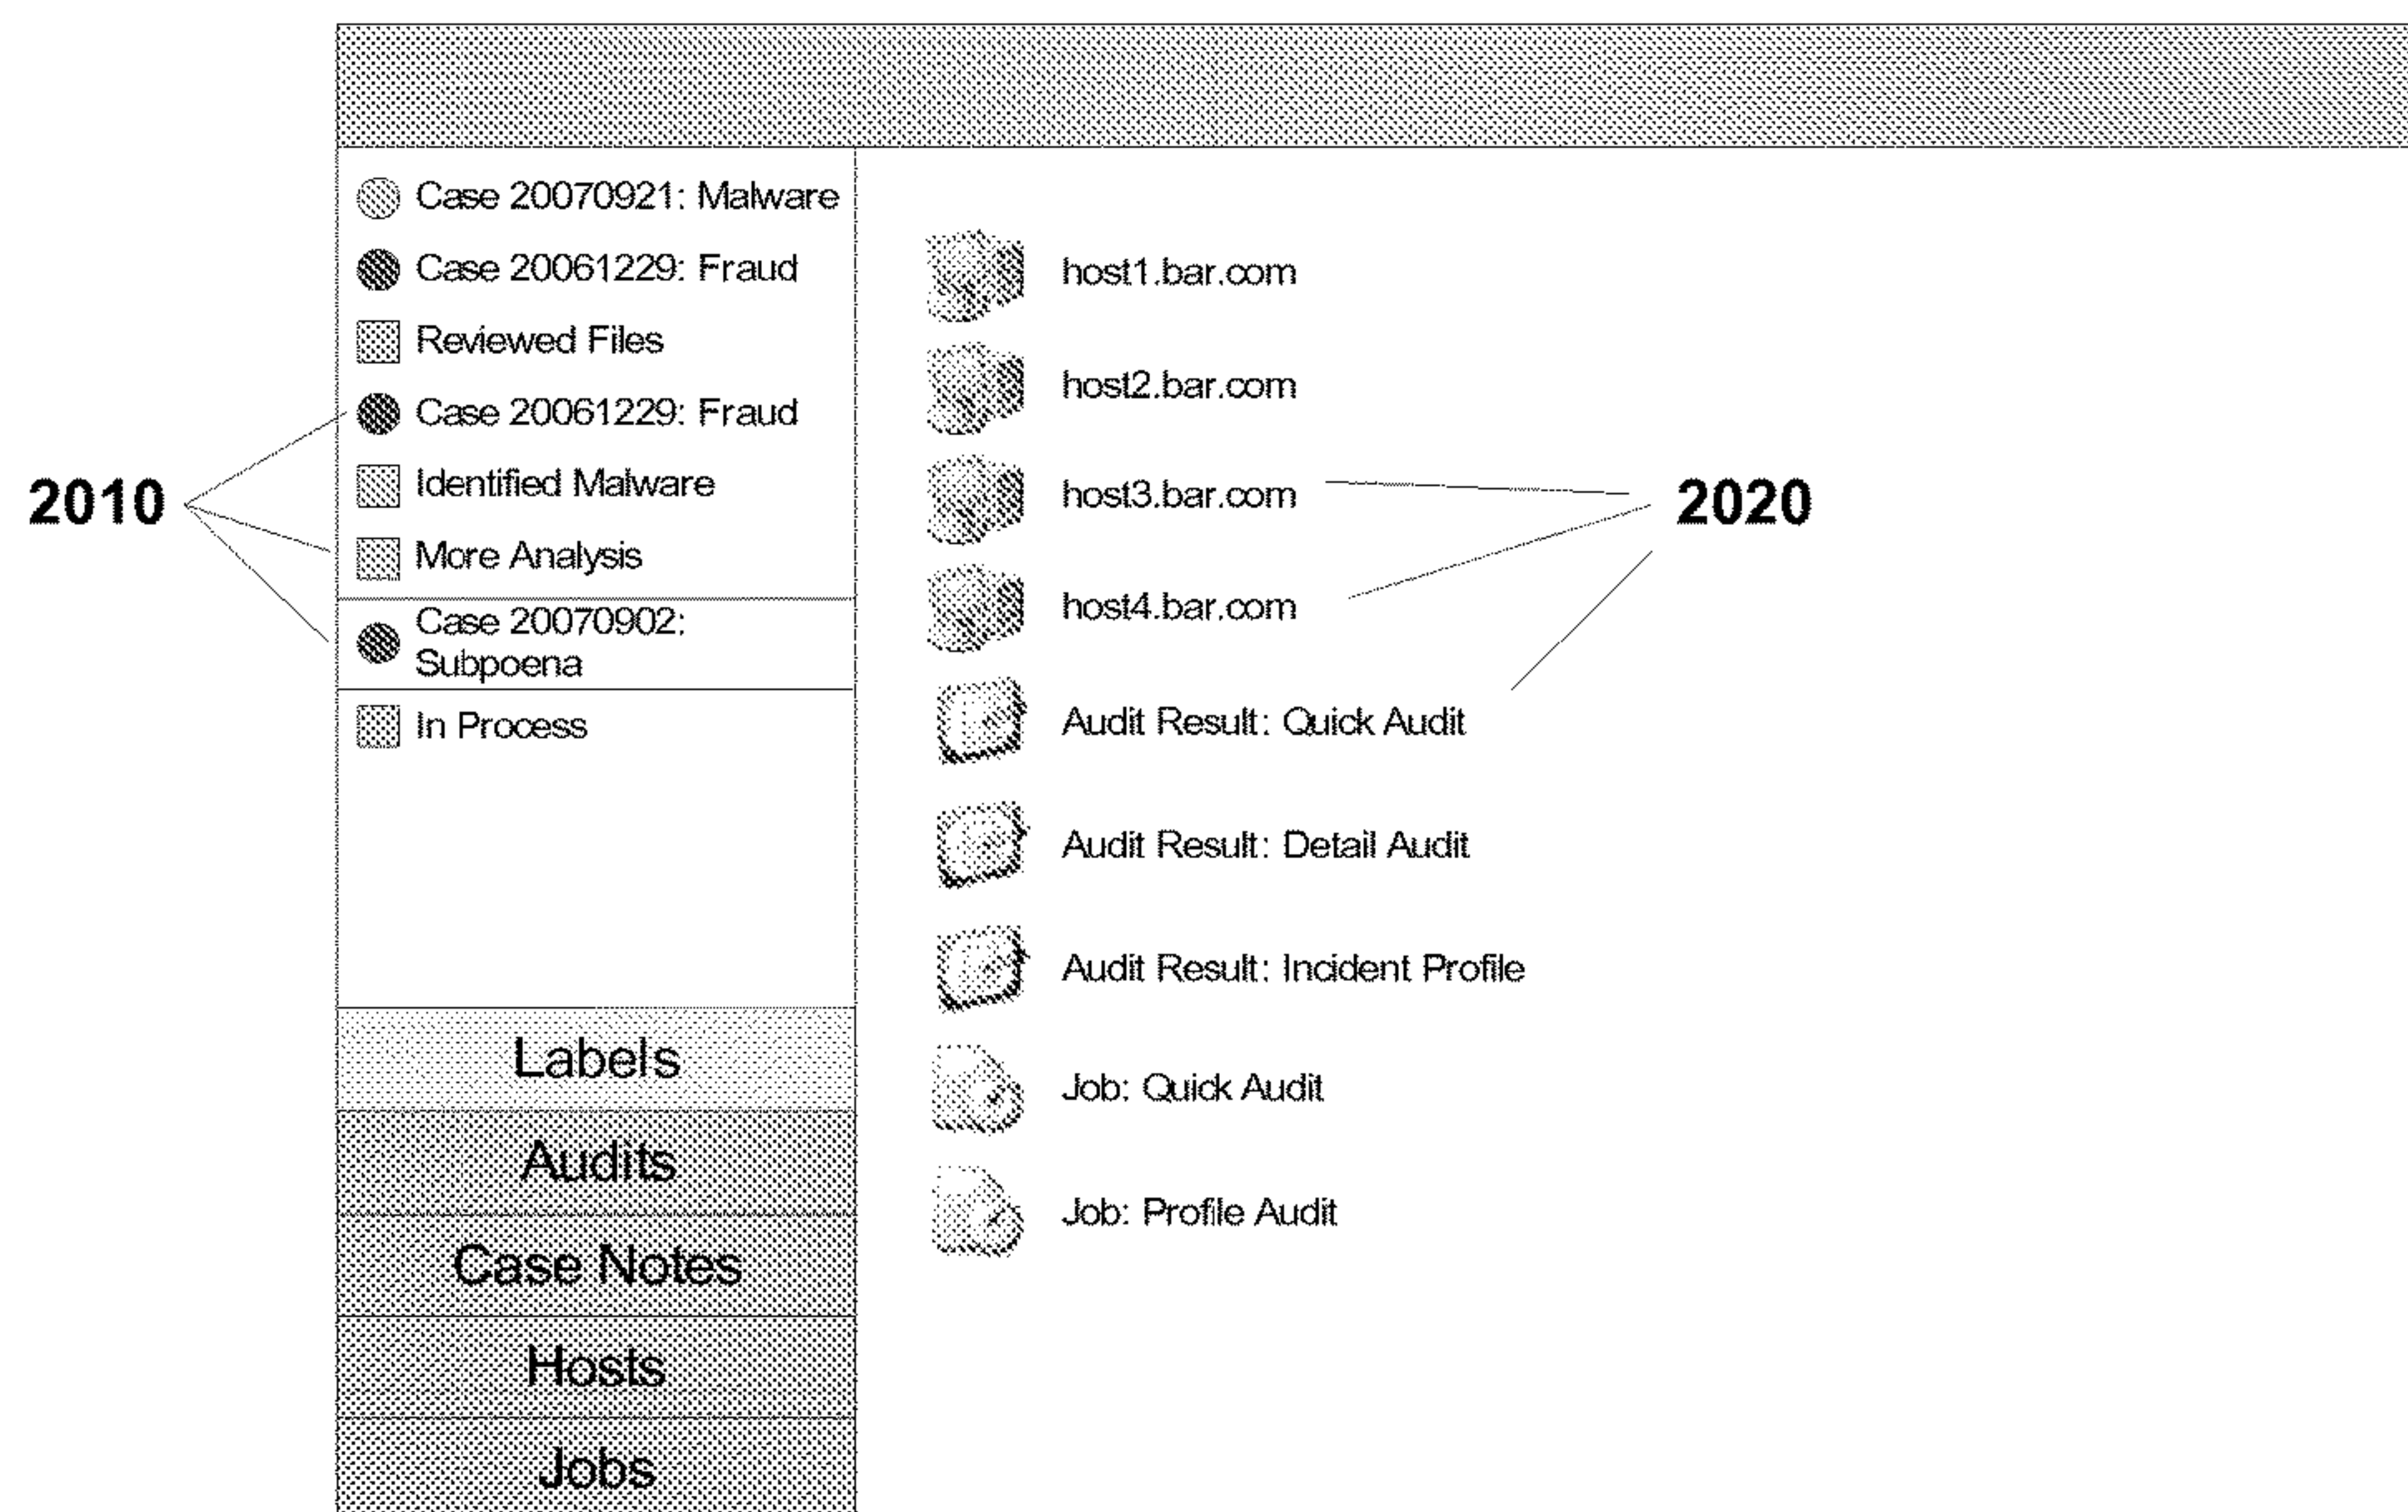 Case 20070921: Malware
Case 20061229: Fraud
Reviewed Files
Case 20061229: Fraud
Identified Malware
More Analysis
Case 20070902:
Subpoena
In Process
Labels
Audits
Case Notes
Hosts
Jobs
2010
host1.bar.com
host2.bar.com
host3.bar.com
host4.bar.com
Audit Result: Quick Audit
Audit Result: Detail Audit
Audit Result: Incident Profile
Job: Quick Audit
Job: Profile Audit
2020